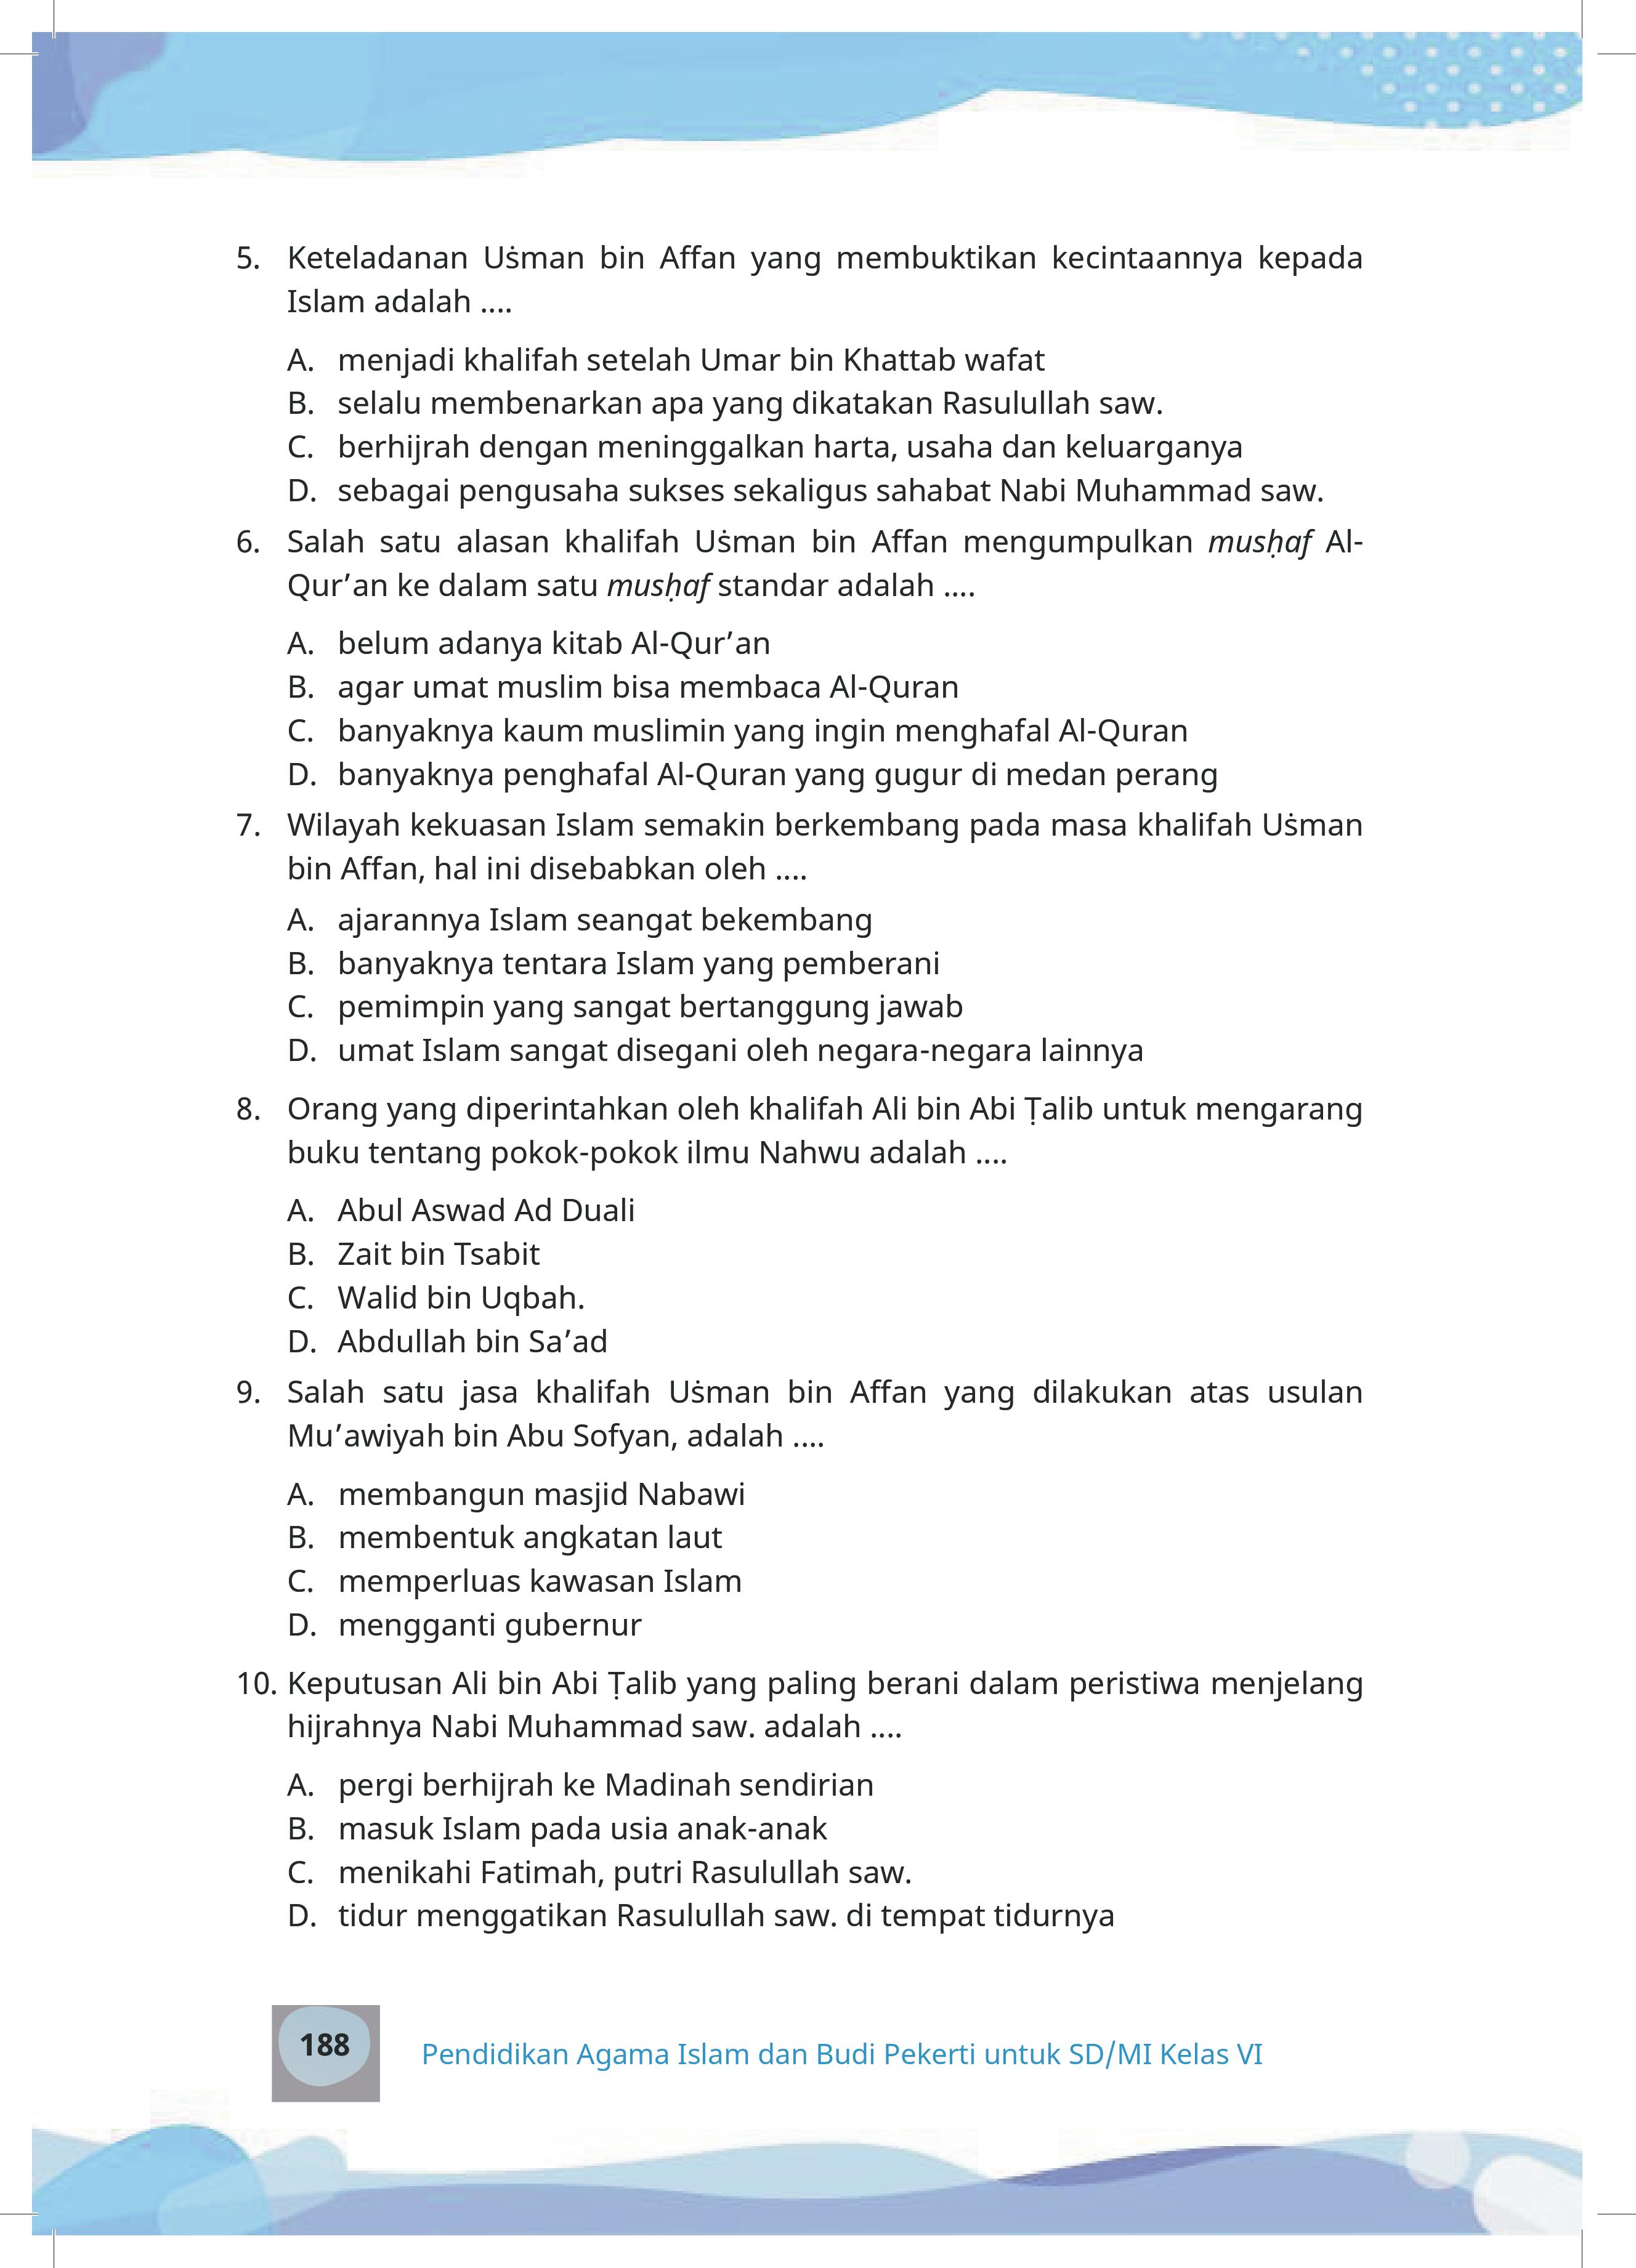 5. Keteladanan Uṡman bin Affan yang membuktikan kecintaannya kepada
Islam adalah ....
A. menjadi khalifah setelah Umar bin Khattab wafat
B. selalu membenarkan apa yang dikatakan Rasulullah saw.
C. berhijrah dengan meninggalkan harta, usaha dan keluarganya
D. sebagai pengusaha sukses sekaligus sahabat Nabi Muhammad saw.
6. Salah satu alasan khalifah Uṡman bin Affan mengumpulkan musḥaf Al-
Qur’an ke dalam satu musḥaf standar adalah ....
A. belum adanya kitab Al-Qur’an
B. agar umat muslim bisa membaca Al-Quran
C. banyaknya kaum muslimin yang ingin menghafal Al-Quran
D. banyaknya penghafal Al-Quran yang gugur di medan perang
7. Wilayah kekuasan Islam semakin berkembang pada masa khalifah Uṡman
bin Affan, hal ini disebabkan oleh ....
A. ajarannya Islam seangat bekembang
B. banyaknya tentara Islam yang pemberani
C. pemimpin yang sangat bertanggung jawab
D. umat Islam sangat disegani oleh negara-negara lainnya
8. Orang yang diperintahkan oleh khalifah Ali bin Abi Ṭalib untuk mengarang
buku tentang pokok-pokok ilmu Nahwu adalah ....
A. Abul Aswad Ad Duali
B. Zait bin Tsabit
C. Walid bin Uqbah.
D. Abdullah bin Sa’ad
9. Salah satu jasa khalifah Uṡman bin Affan yang dilakukan atas usulan
Mu’awiyah bin Abu Sofyan, adalah ....
A. membangun masjid Nabawi
B. membentuk angkatan laut
C. memperluas kawasan Islam
D. mengganti gubernur
10. Keputusan Ali bin Abi Ṭalib yang paling berani dalam peristiwa menjelang
hijrahnya Nabi Muhammad saw. adalah ....
A. pergi berhijrah ke Madinah sendirian
B. masuk Islam pada usia anak-anak
C. menikahi Fatimah, putri Rasulullah saw.
D. tidur menggatikan Rasulullah saw. di tempat tidurnya
188 Pendidikan Agama Islam dan Budi Pekerti untuk SD/MI Kelas VI